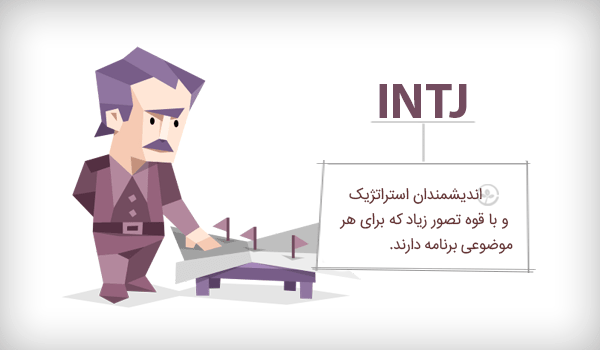 INTJ
اندیشمندان استراتژیک
و با قوه تصور زیاد که برای هر
موضوعی برنامه دارند.